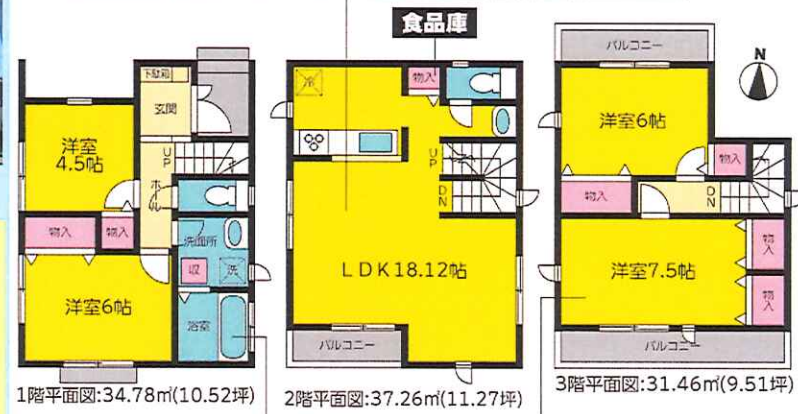 食品庫
下駄箱
玄関
洋室
4.5帖
UP
ホール
物入
物入
洗面所
収
洗
洋室6帖
浴室
1階平面図:34.78㎡(10.52坪)
冷
物入
UP
DN
LDK18.12帖
バルコニー
2階平面図:37.26㎡(11.27坪)
バルコニー
N
洋室6帖
物入
物入
DN
洋室7.5帖
物入
物入
バルコニー
3階平面図:31.46㎡(9.51坪)